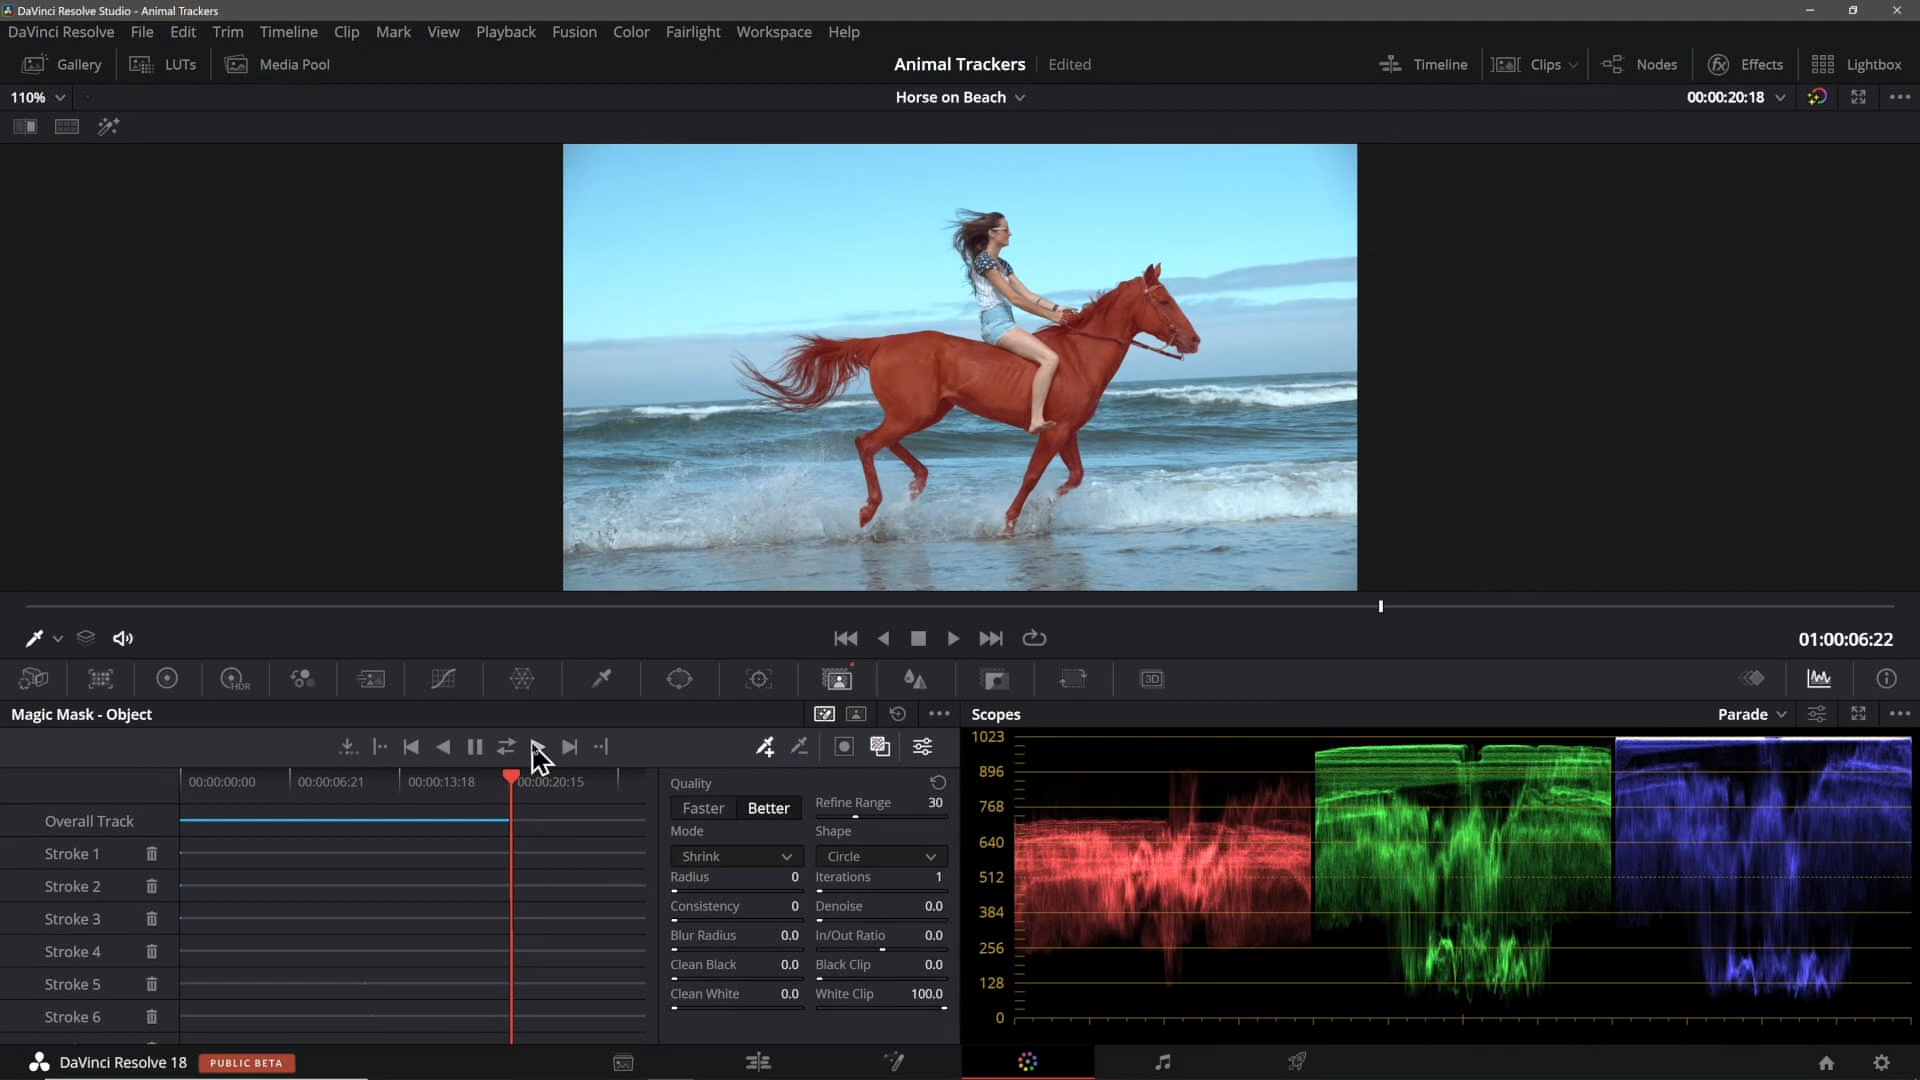 DaVinci Resolve Studio - Animal Trackers
DaVinci Resolve File Edit Trim Timeline Clip Mark View Playback Fusion Color Fairlight Workspace Help
Gallery LUTs Media Pool Animal Trackers Edited Timeline Clips Nodes Effects Lightbox
110% Horse on Beach 00:00:20:18
01:00:06:22
HDR 3D
Magic Mask - Object Scopes Parade
00:00:00:00 00:00:06:21 00:00:13:18 00:00:20:15
Overall Track
Stroke 1
Stroke 2
Stroke 3
Stroke 4
Stroke 5
Stroke 6
Quality
Faster Better Refine Range 30
Mode Shape
Shrink Circle
Radius 0 Iterations 1
Consistency 0 Denoise 0.0
Blur Radius 0.0 In/Out Ratio 0.0
Clean Black 0.0 Black Clip 0.0
Clean White 0.0 White Clip 100.0
1023
896
768
640
512
384
256
128
0
DaVinci Resolve 18 PUBLIC BETA